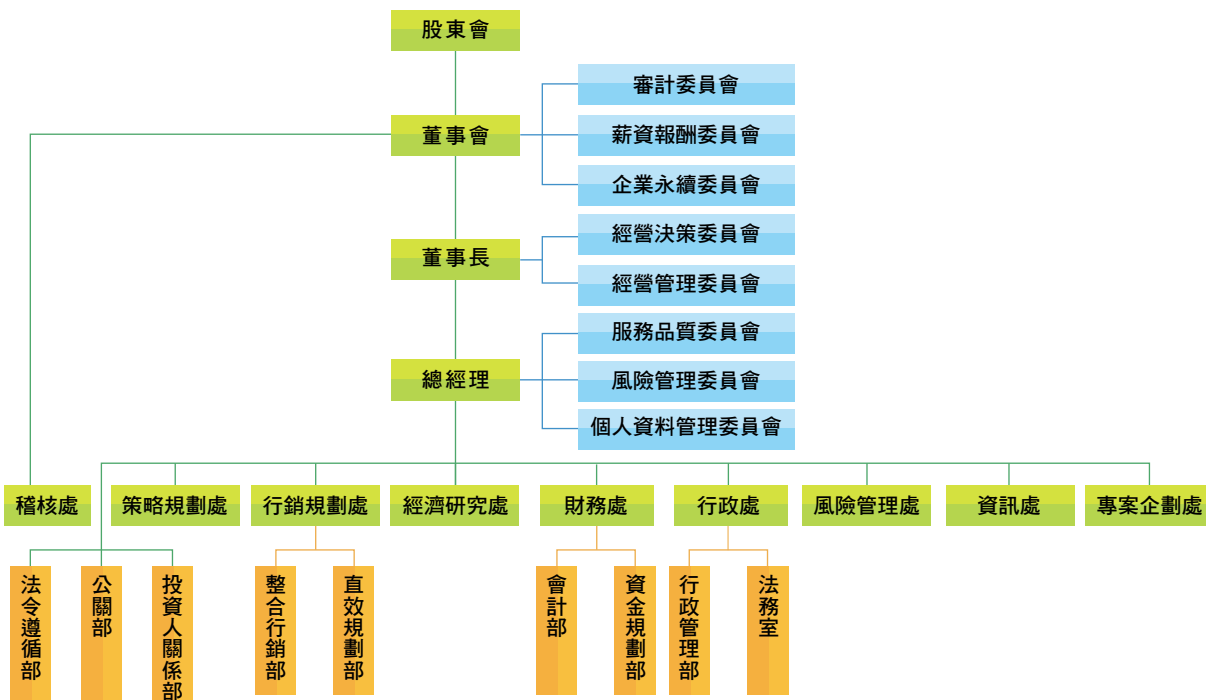 股東會
審計委員會
董事會
薪資報酬委員會
企業永續委員會
經營決策委員會
董事長
經營管理委員會
服務品質委員會
總經理
風險管理委員會
個人資料管理委員會
稽核處
策略規劃處
行銷規劃處
經濟研究處
財務處
行政處
風險管理處
資訊處
專案企劃處
法令遵循部
公關部
投資人關係部
整合行銷部
直效規劃部
會計部
資金規劃部
行政管理部
法務室